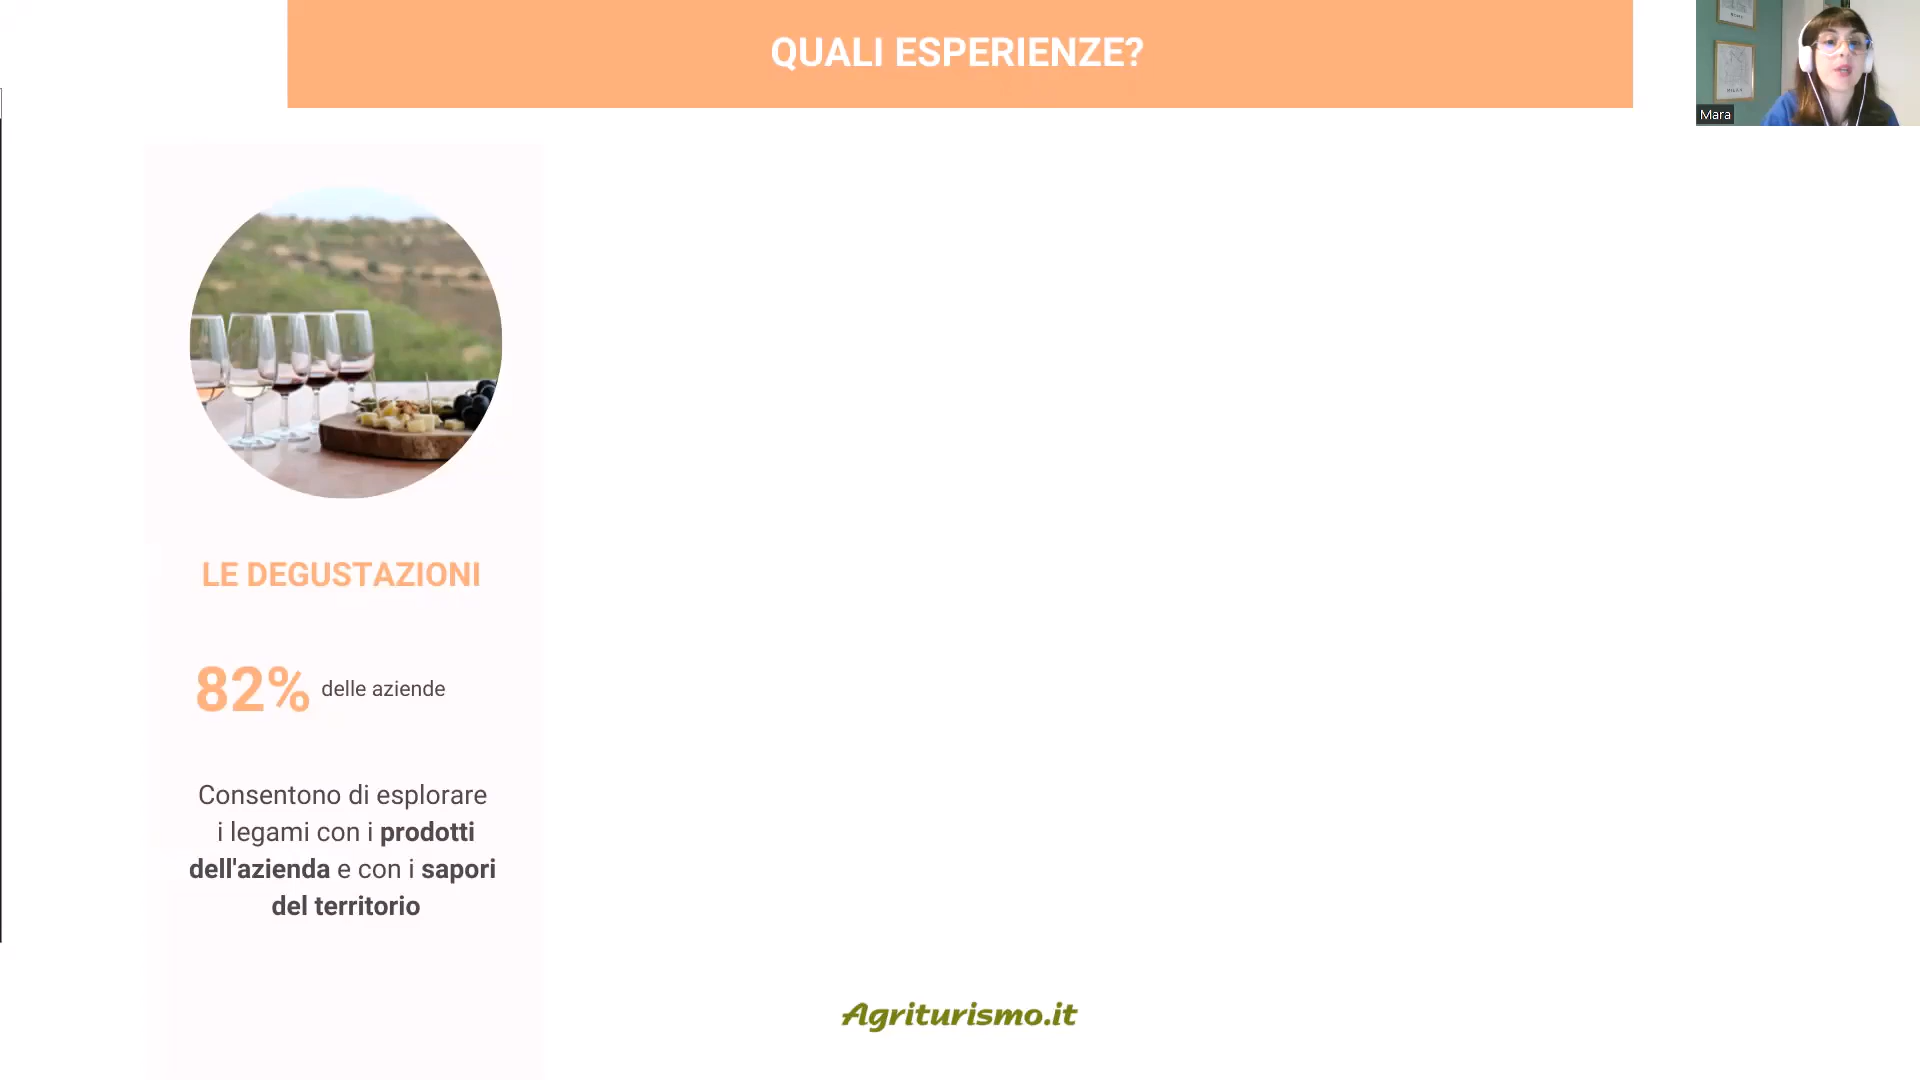 QUALI ESPERIENZE?
Mara
LE DEGUSTAZIONI
82% delle aziende
Consentono di esplorare
i legami con i prodotti
dell'azienda e con i sapori
del territorio
Agriturismo.it